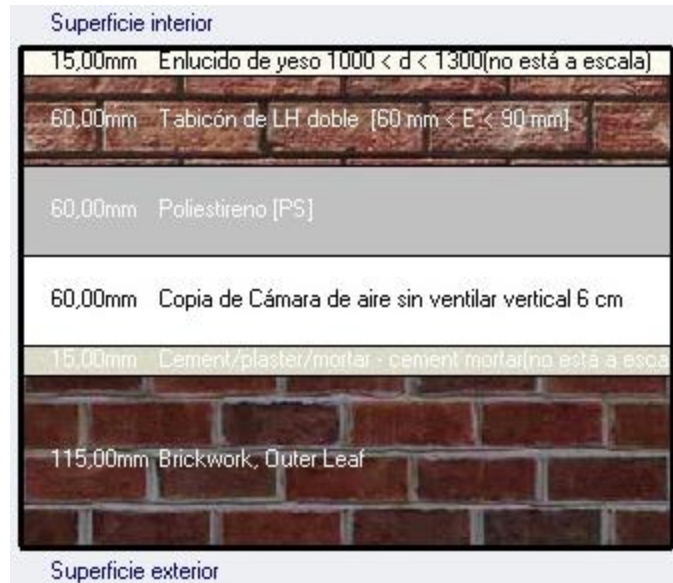 Superficie interior
15,00mm Enlucido de yeso 1000 < d < 1300(no está a escala)
60,00mm Tabicón de LH doble [60 mm < E < 90 mm]
60,00mm Poliestireno [PS]
60,00mm Copia de Cámara de aire sin ventilar vertical 6 cm
15,00mm Cement/plaster/mortar - cement mortar(no está a esca
115,00mm Brickwork, Outer Leaf
Superficie exterior